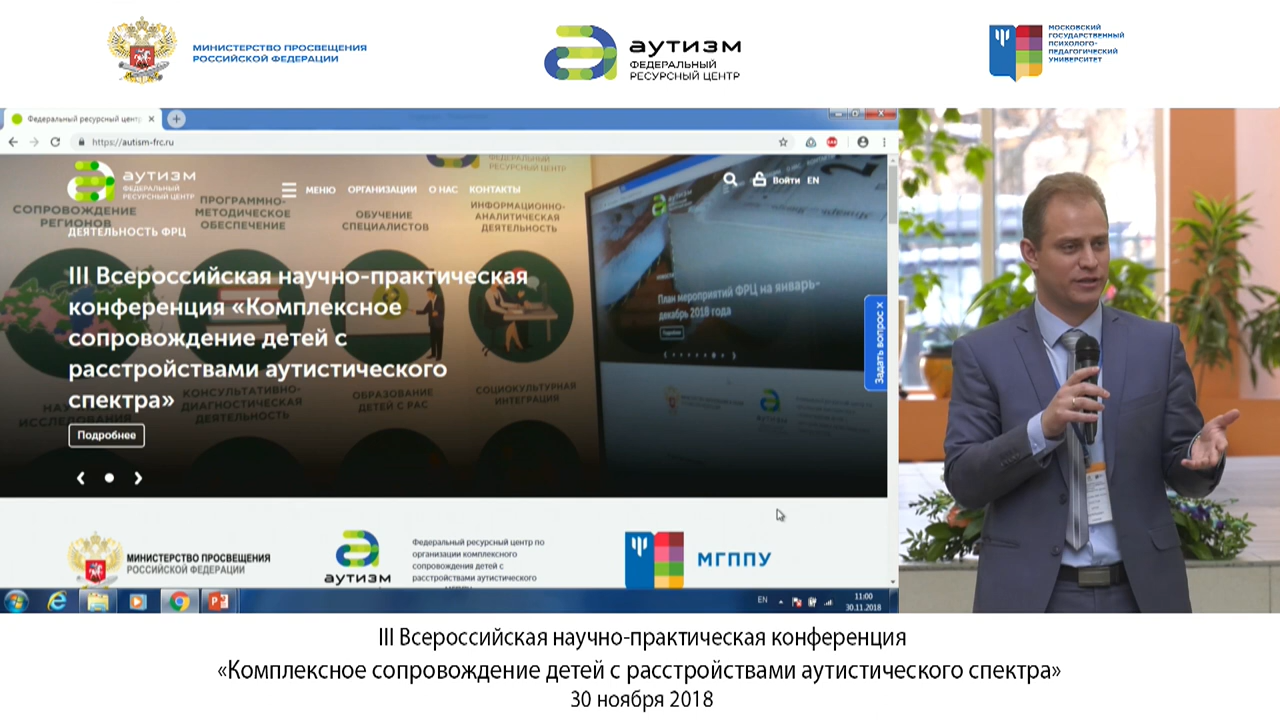 МИНИСТЕРСТВО ПРОСВЕЩЕНИЯ
РОССИЙСКОЙ ФЕДЕРАЦИИ
аутизм
ФЕДЕРАЛЬНЫЙ
РЕСУРСНЫЙ ЦЕНТР
МОСКОВСКИЙ
ГОСУДАРСТВЕННЫЙ
ПСИХОЛОГО-
ПЕДАГОГИЧЕСКИЙ
УНИВЕРСИТЕТ
Федеральный ресурсный центр
https://autism-frc.ru
аутизм
ФЕДЕРАЛЬНЫЙ
РЕСУРСНЫЙ ЦЕНТР
МЕНЮ ОРГАНИЗАЦИИ О НАС КОНТАКТЫ
Войти EN
ФЕДЕРАЛЬНЫЙ
РЕСУРСНЫЙ ЦЕНТР
СОПРОВОЖДЕНИЕ
РЕГИОНОВ
ПРОГРАММНО-
МЕТОДИЧЕСКОЕ
ОБЕСПЕЧЕНИЕ
ОБУЧЕНИЕ
СПЕЦИАЛИСТОВ
ИНФОРМАЦИОННО-
АНАЛИТИЧЕСКАЯ
ДЕЯТЕЛЬНОСТЬ
ДЕЯТЕЛЬНОСТЬ ФРЦ
III Всероссийская научно-практическая
конференция «Комплексное
сопровождение детей с
расстройствами аутистического
спектра»
План мероприятий ФРЦ на январь-
декабрь 2018 года
Подробнее
Задать вопрос x
ИССЛЕДОВАНИЯ
КОНСУЛЬТАТИВНО-
ДИАГНОСТИЧЕСКАЯ
ДЕЯТЕЛЬНОСТЬ
ОБРАЗОВАНИЕ
ДЕТЕЙ С РАС
СОЦИОКУЛЬТУРНАЯ
ИНТЕГРАЦИЯ
Подробнее
МИНИСТЕРСТВО ПРОСВЕЩЕНИЯ
РОССИЙСКОЙ ФЕДЕРАЦИИ
аутизм
Федеральный ресурсный центр по
организации комплексного
сопровождения детей с
расстройствами аутистического
МГППУ
EN
11:00
30.11.2018
III Всероссийская научно-практическая конференция
«Комплексное сопровождение детей с расстройствами аутистического спектра»
30 ноября 2018